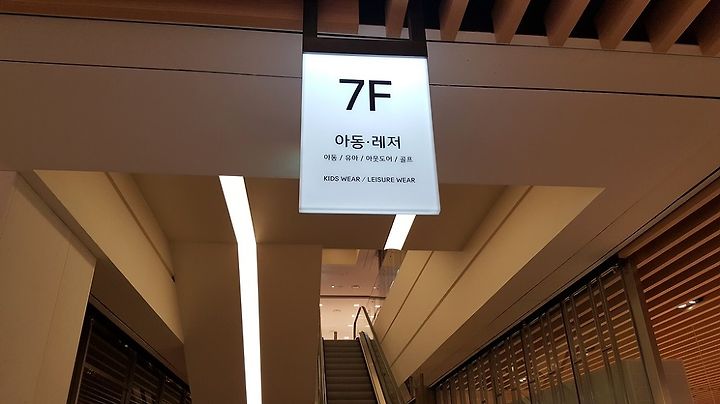 7F
아동·레저
아동 / 유아 / 아웃도어 / 골프
KIDS WEAR / LEISURE WEAR